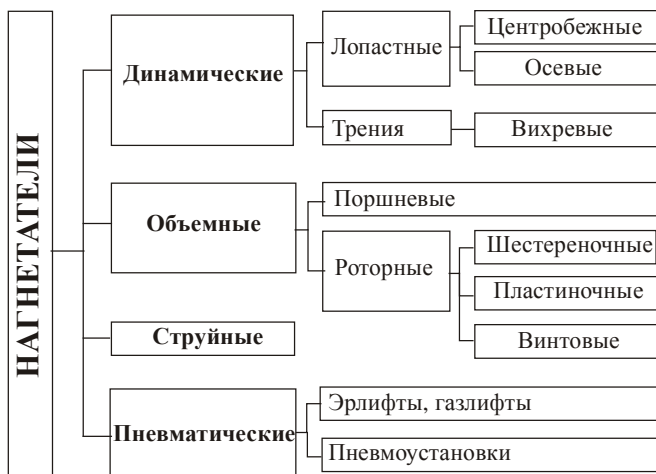 НАГНЕТАТЕЛИ
Динамические
Лопастные
Центробежные
Осевые
Трения
Вихревые
Объемные
Поршневые
Роторные
Шестереночные
Пластиночные
Винтовые
Струйные
Пневматические
Эрлифты, газлифты
Пневмоустановки